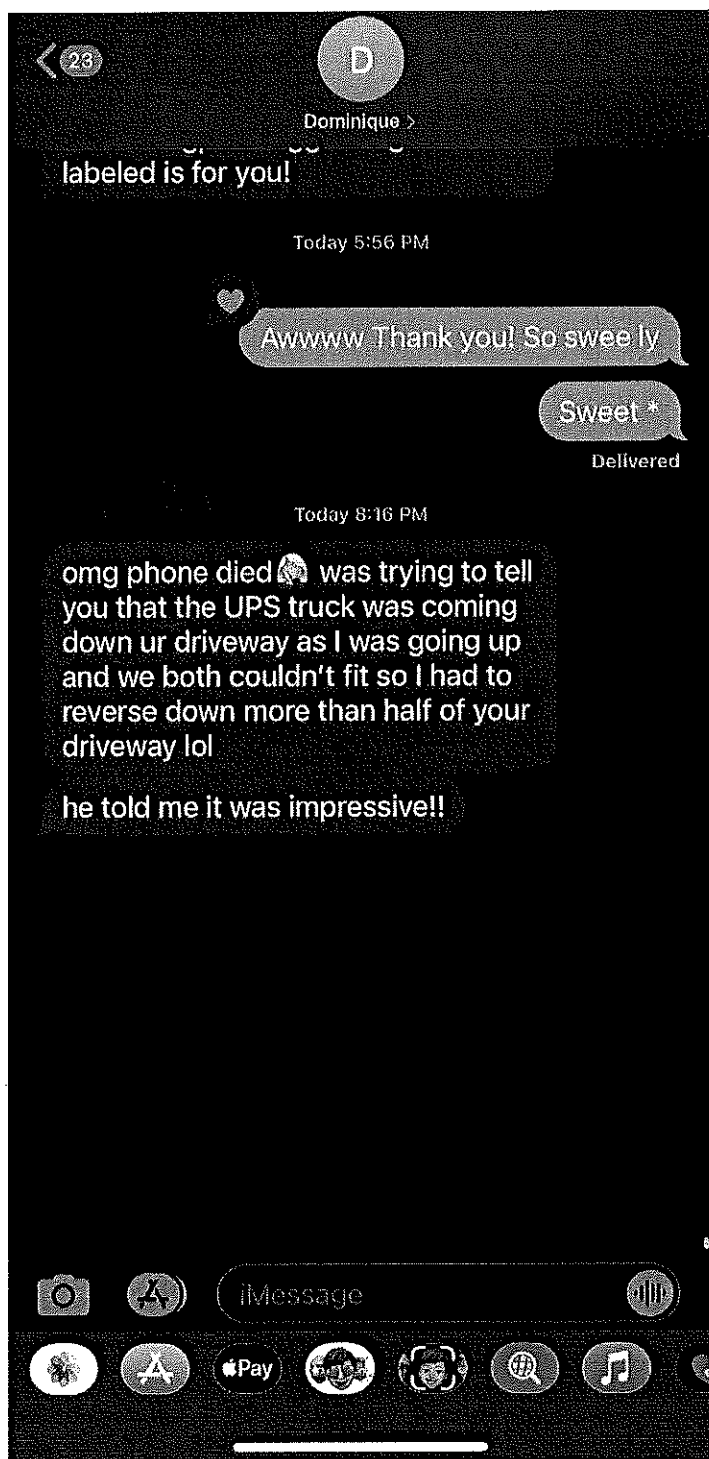 23
D
Dominique >
labeled is for you!
Today 5:56 PM
Awwww Thank you! So swee ly
Sweet *
Delivered
Today 8:16 PM
omg phone died was trying to tell
you that the UPS truck was coming
down ur driveway as I was going up
and we both couldn't fit so I had to
reverse down more than half of your
driveway lol
he told me it was impressive!!
iMessage
Pay